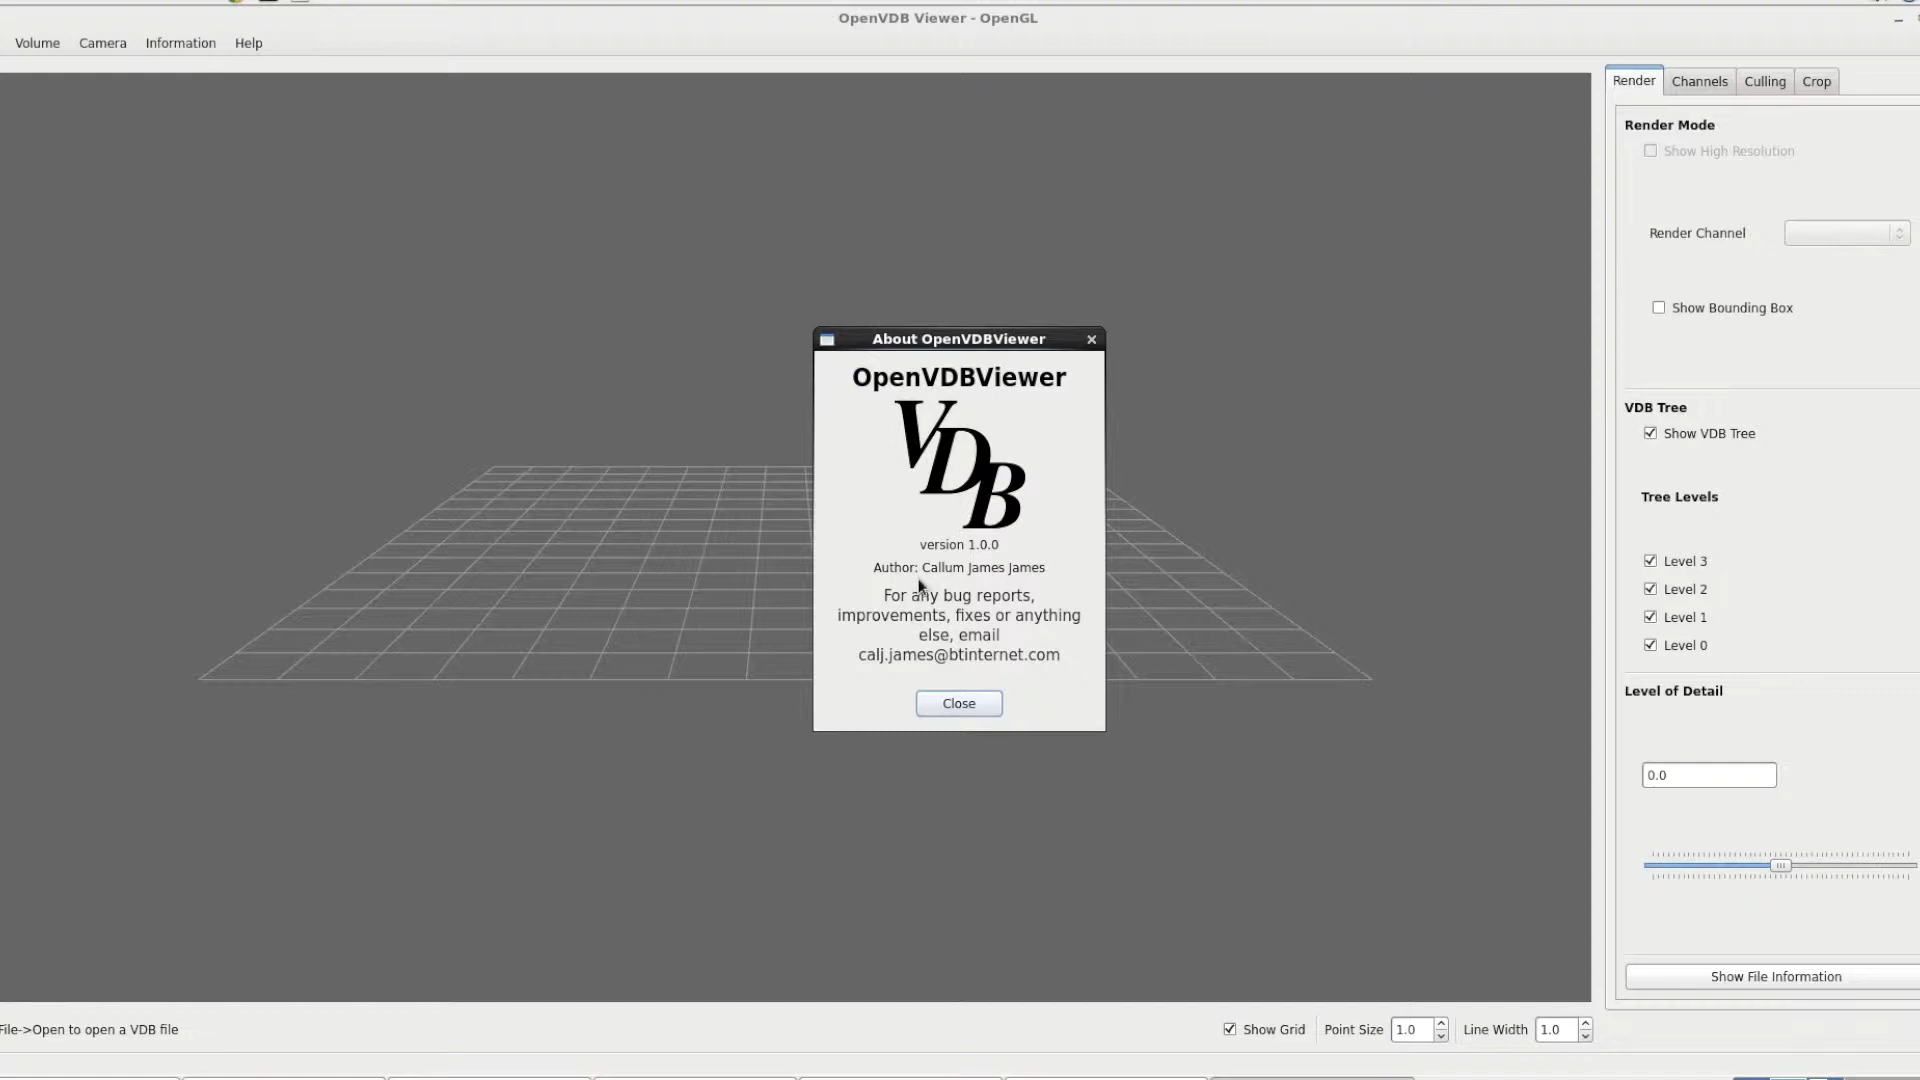 OpenVDB Viewer - OpenGL
Volume Camera Information Help
Render Channels Culling Crop
Render Mode
Show High Resolution
Render Channel
Show Bounding Box
About OpenVDBViewer
OpenVDBViewer
VDB
version 1.0.0
Author: Callum James James
For any bug reports,
improvements, fixes or anything
else, email
calj.james@btinternet.com
Close
VDB Tree
Show VDB Tree
Tree Levels
Level 3
Level 2
Level 1
Level 0
Level of Detail
0.0
Show File Information
File->Open to open a VDB file
Show Grid Point Size 1.0 Line Width 1.0